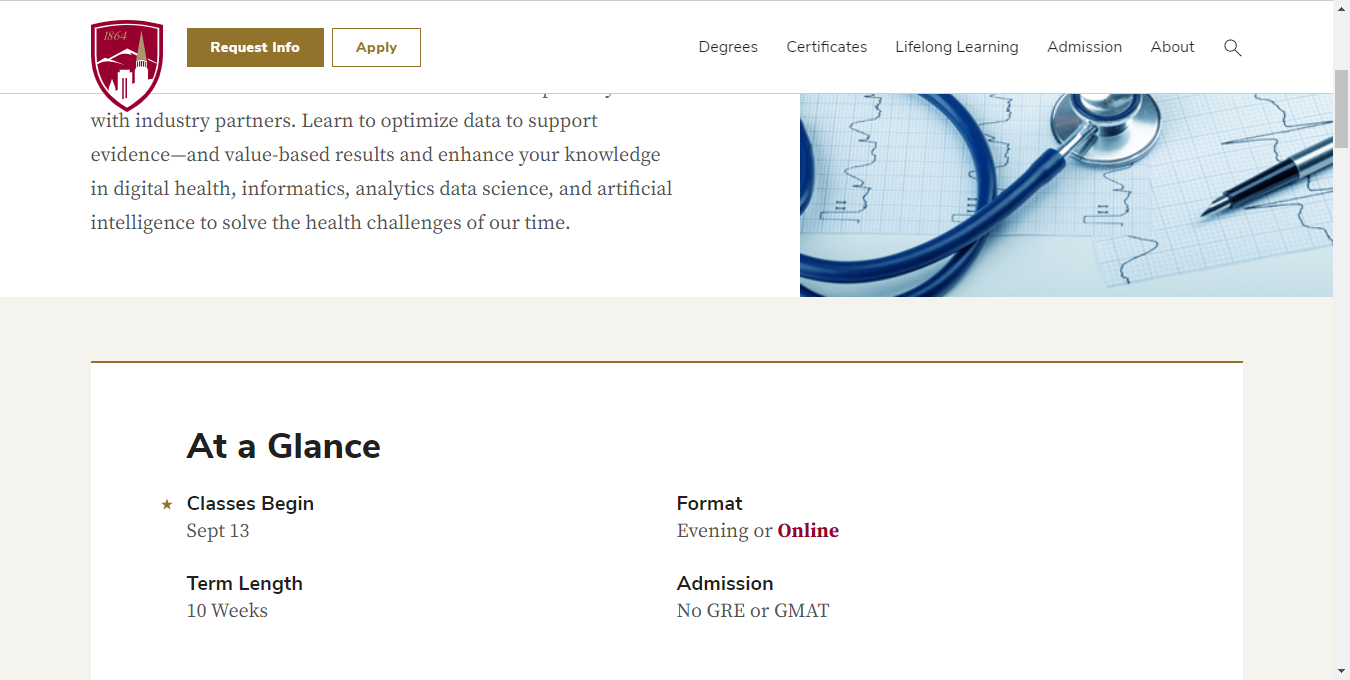 1864
Request Info
Apply
Degrees
Certificates
Lifelong Learning
Admission
About
with industry partners. Learn to optimize data to support
evidence—and value-based results and enhance your knowledge
in digital health, informatics, analytics data science, and artificial
intelligence to solve the health challenges of our time.
At a Glance
Classes Begin
Sept 13
Format
Evening or Online
Term Length
10 Weeks
Admission
No GRE or GMAT